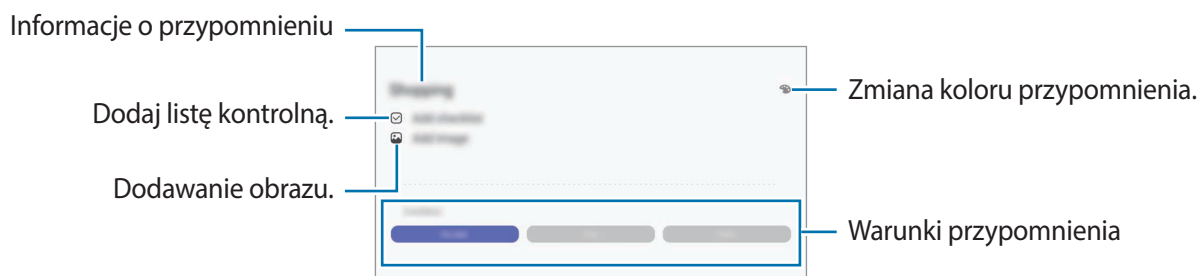 Informacje o przypomnieniu
Shopping
Zmiana koloru przypomnienia.
Dodaj listę kontrolną.
Add checklist
Add image
Dodawanie obrazu.
Warunki przypomnienia